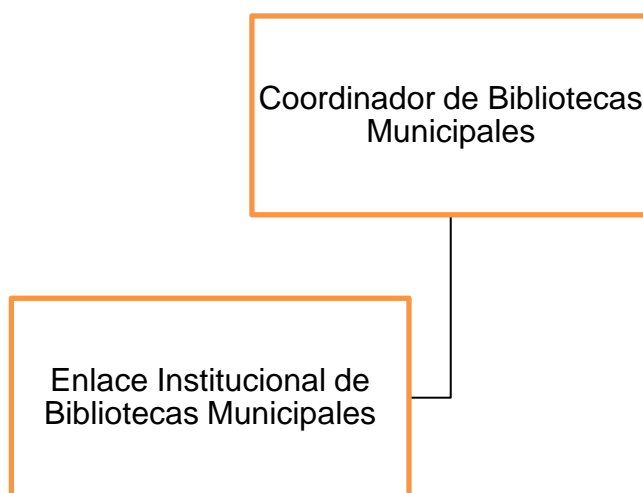 Coordinador de Bibliotecas
Municipales
Enlace Institucional de
Bibliotecas Municipales